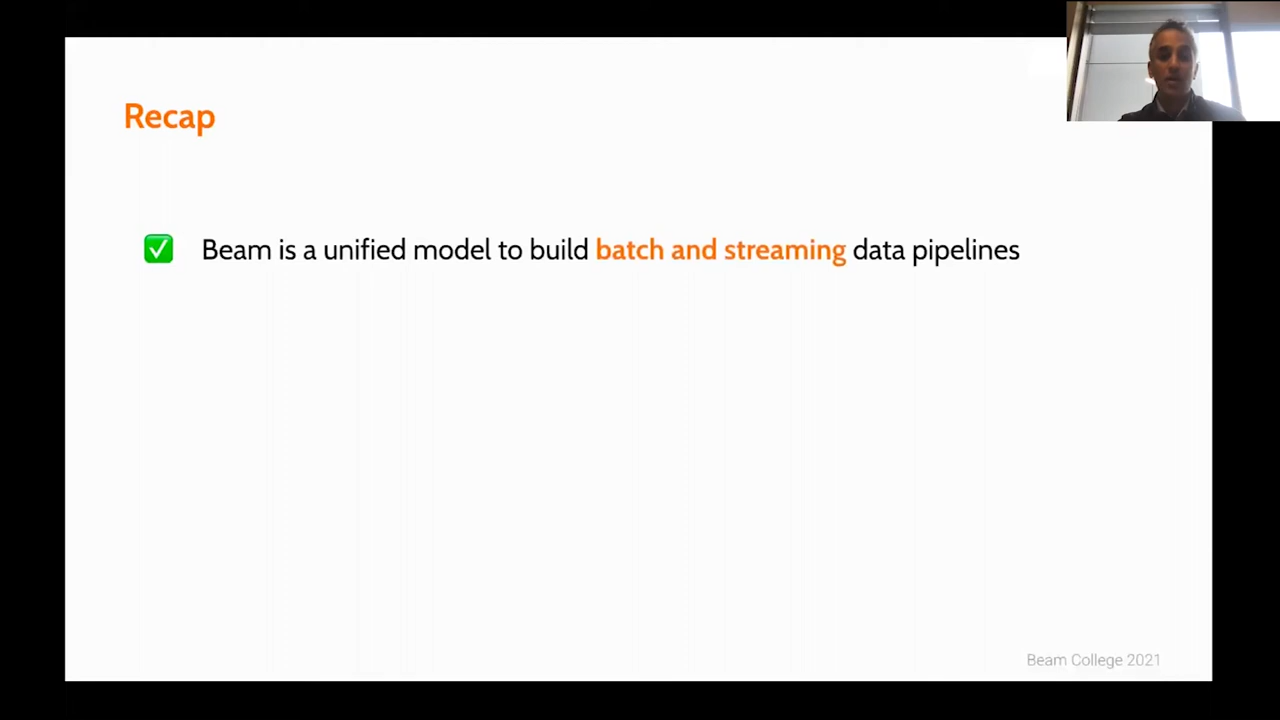 Recap
✅ Beam is a unified model to build batch and streaming data pipelines
Beam College 2021